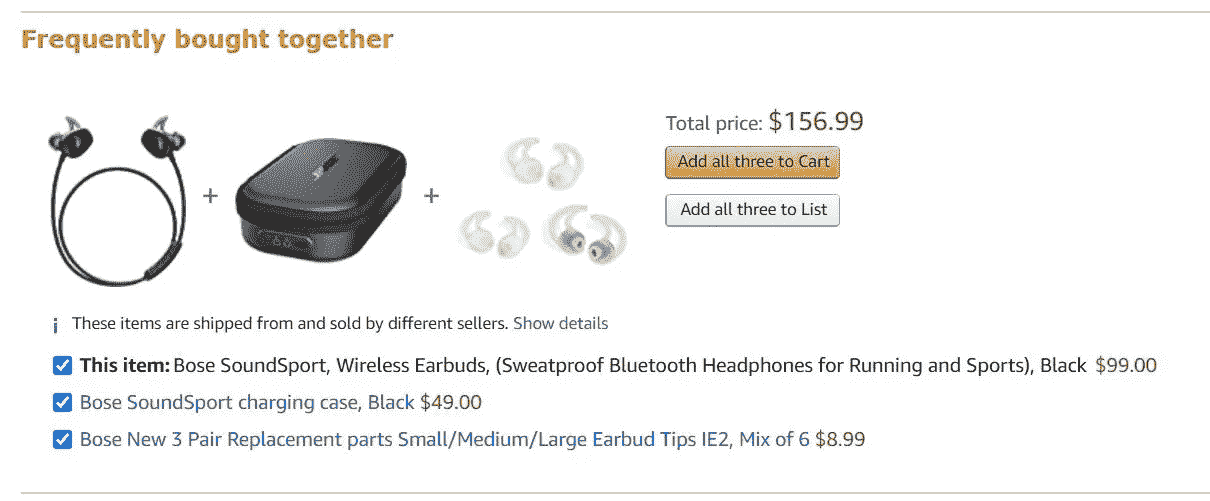 Frequently bought together
Total price: $156.99
Add all three to Cart
Add all three to List
These items are shipped from and sold by different sellers. Show details
This item: Bose SoundSport, Wireless Earbuds, (Sweatproof Bluetooth Headphones for Running and Sports), Black $99.00
Bose SoundSport charging case, Black $49.00
Bose New 3 Pair Replacement parts Small/Medium/Large Earbud Tips IE2, Mix of 6 $8.99